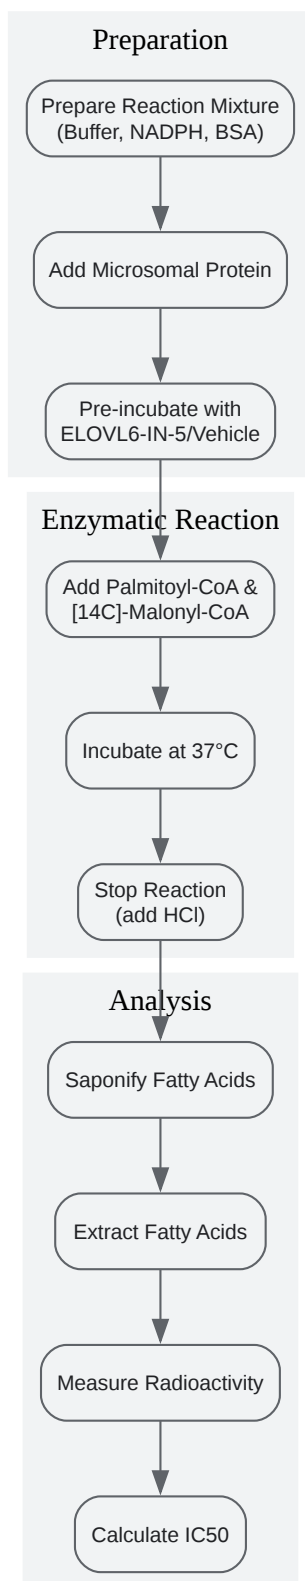 Preparation
Prepare Reaction Mixture
(Buffer, NADPH, BSA)
Add Microsomal Protein
Pre-incubate with
ELOVL6-IN-5/Vehicle
Enzymatic Reaction
Add Palmitoyl-CoA &
[14C]-Malonyl-CoA
Incubate at 37°C
Stop Reaction
(add HCl)
Analysis
Saponify Fatty Acids
Extract Fatty Acids
Measure Radioactivity
Calculate IC50